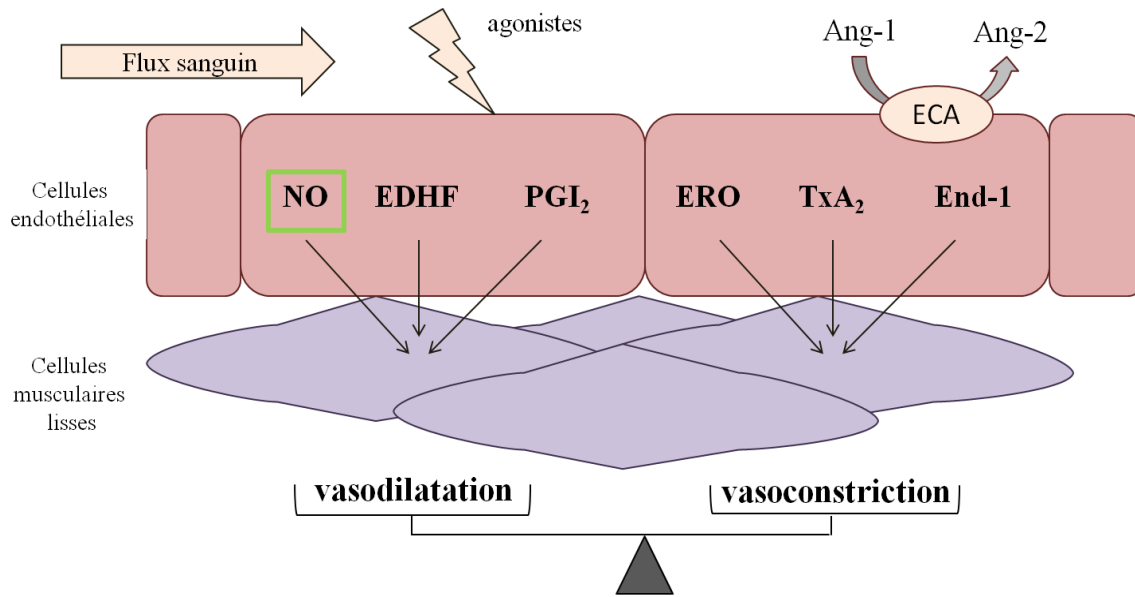 agonistes
Ang-1
Ang-2
Flux sanguin
ECA
Cellules
endothéliales
NO
EDHF
PGI₂
ERO
TxA₂
End-1
Cellules
musculaires
lisses
vasodilatation
vasoconstriction